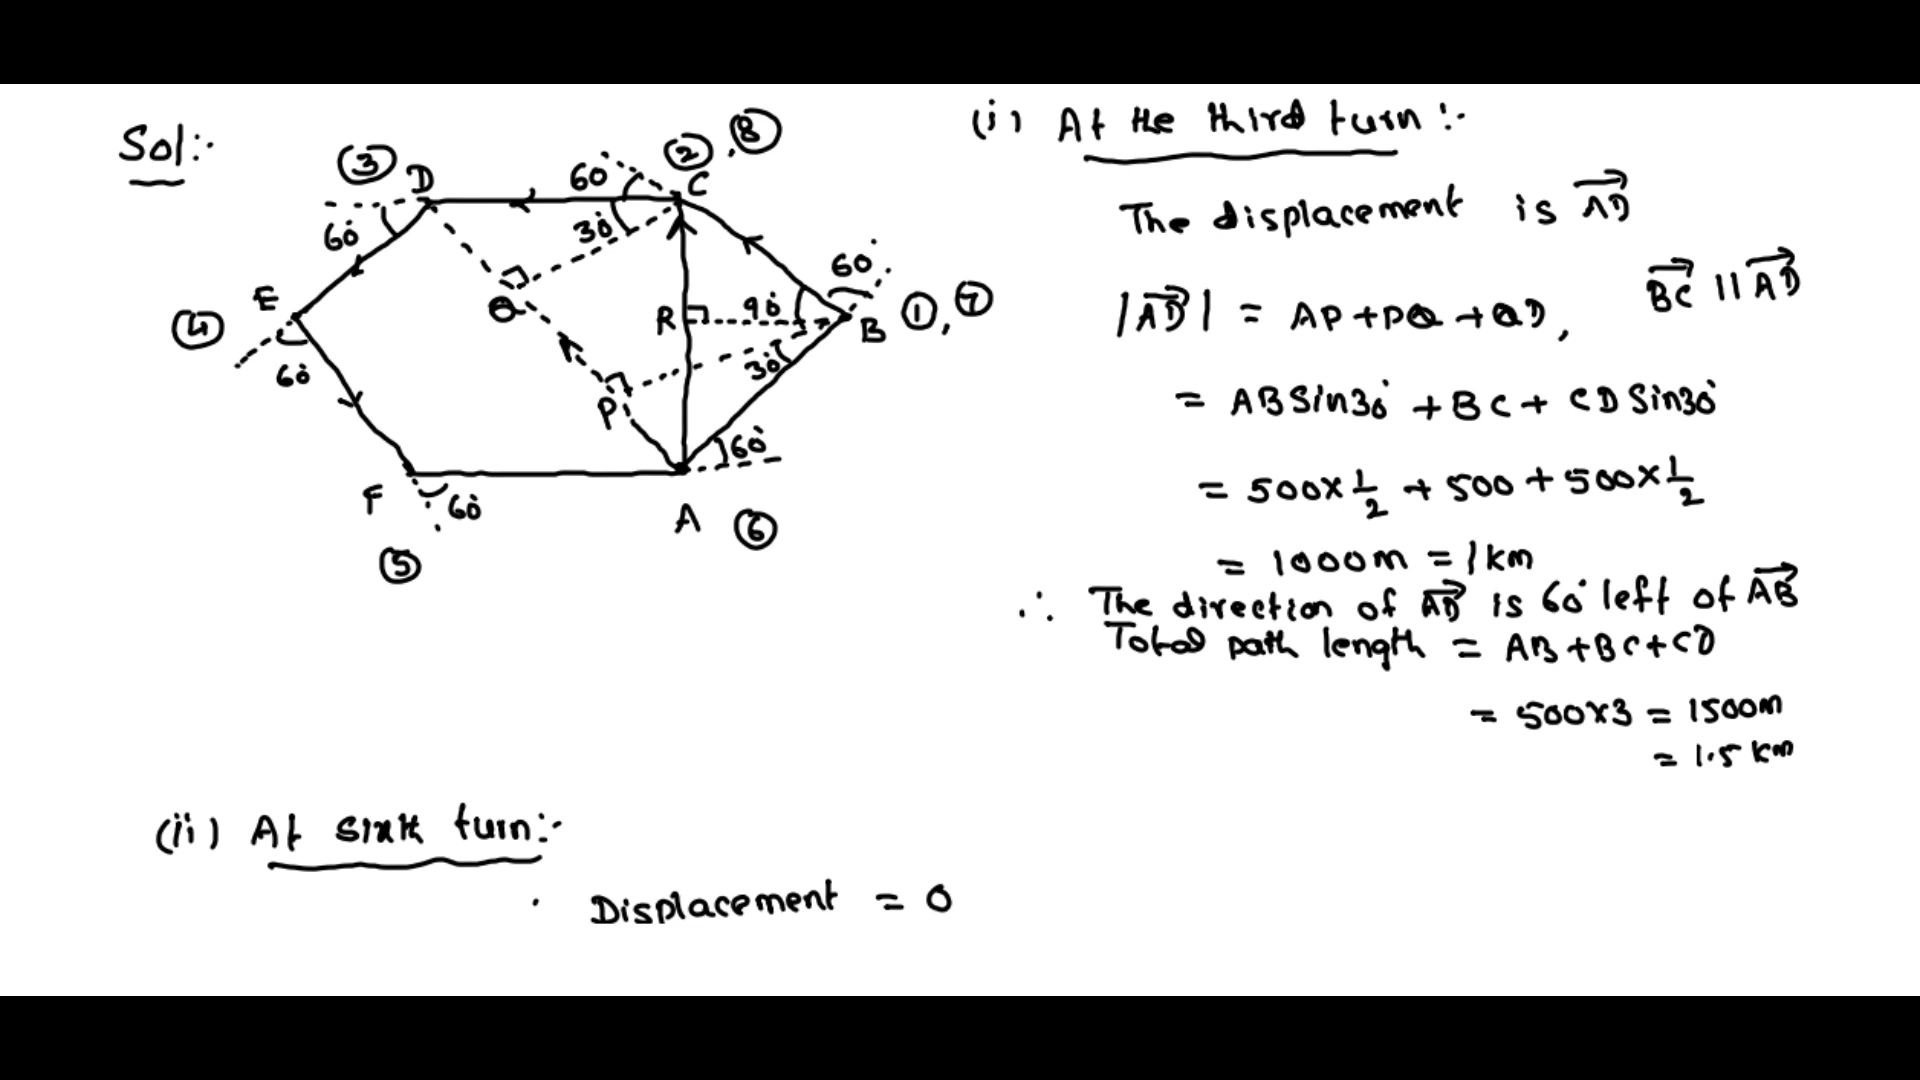 Sol:-
③ D
60°
② , ⑧
C
60°
30°
60°
E
④
60°
Q
R
90°
B ①, ⑦
30°
P
60°
F
60°
A ⑥
⑤
(i) At the third turn :-
The displacement is AD→
|AD→| = AP+PQ+QD, BC→ || AD→
= AB Sin30° + BC + CD Sin30°
= 500×1/2 + 500 + 500×1/2
= 1000m = 1km
∴ The direction of AD→ is 60° left of AB→
Total path length = AB+BC+CD
= 500×3 = 1500m
= 1.5 km
(ii) At sixth turn:-
Displacement = 0